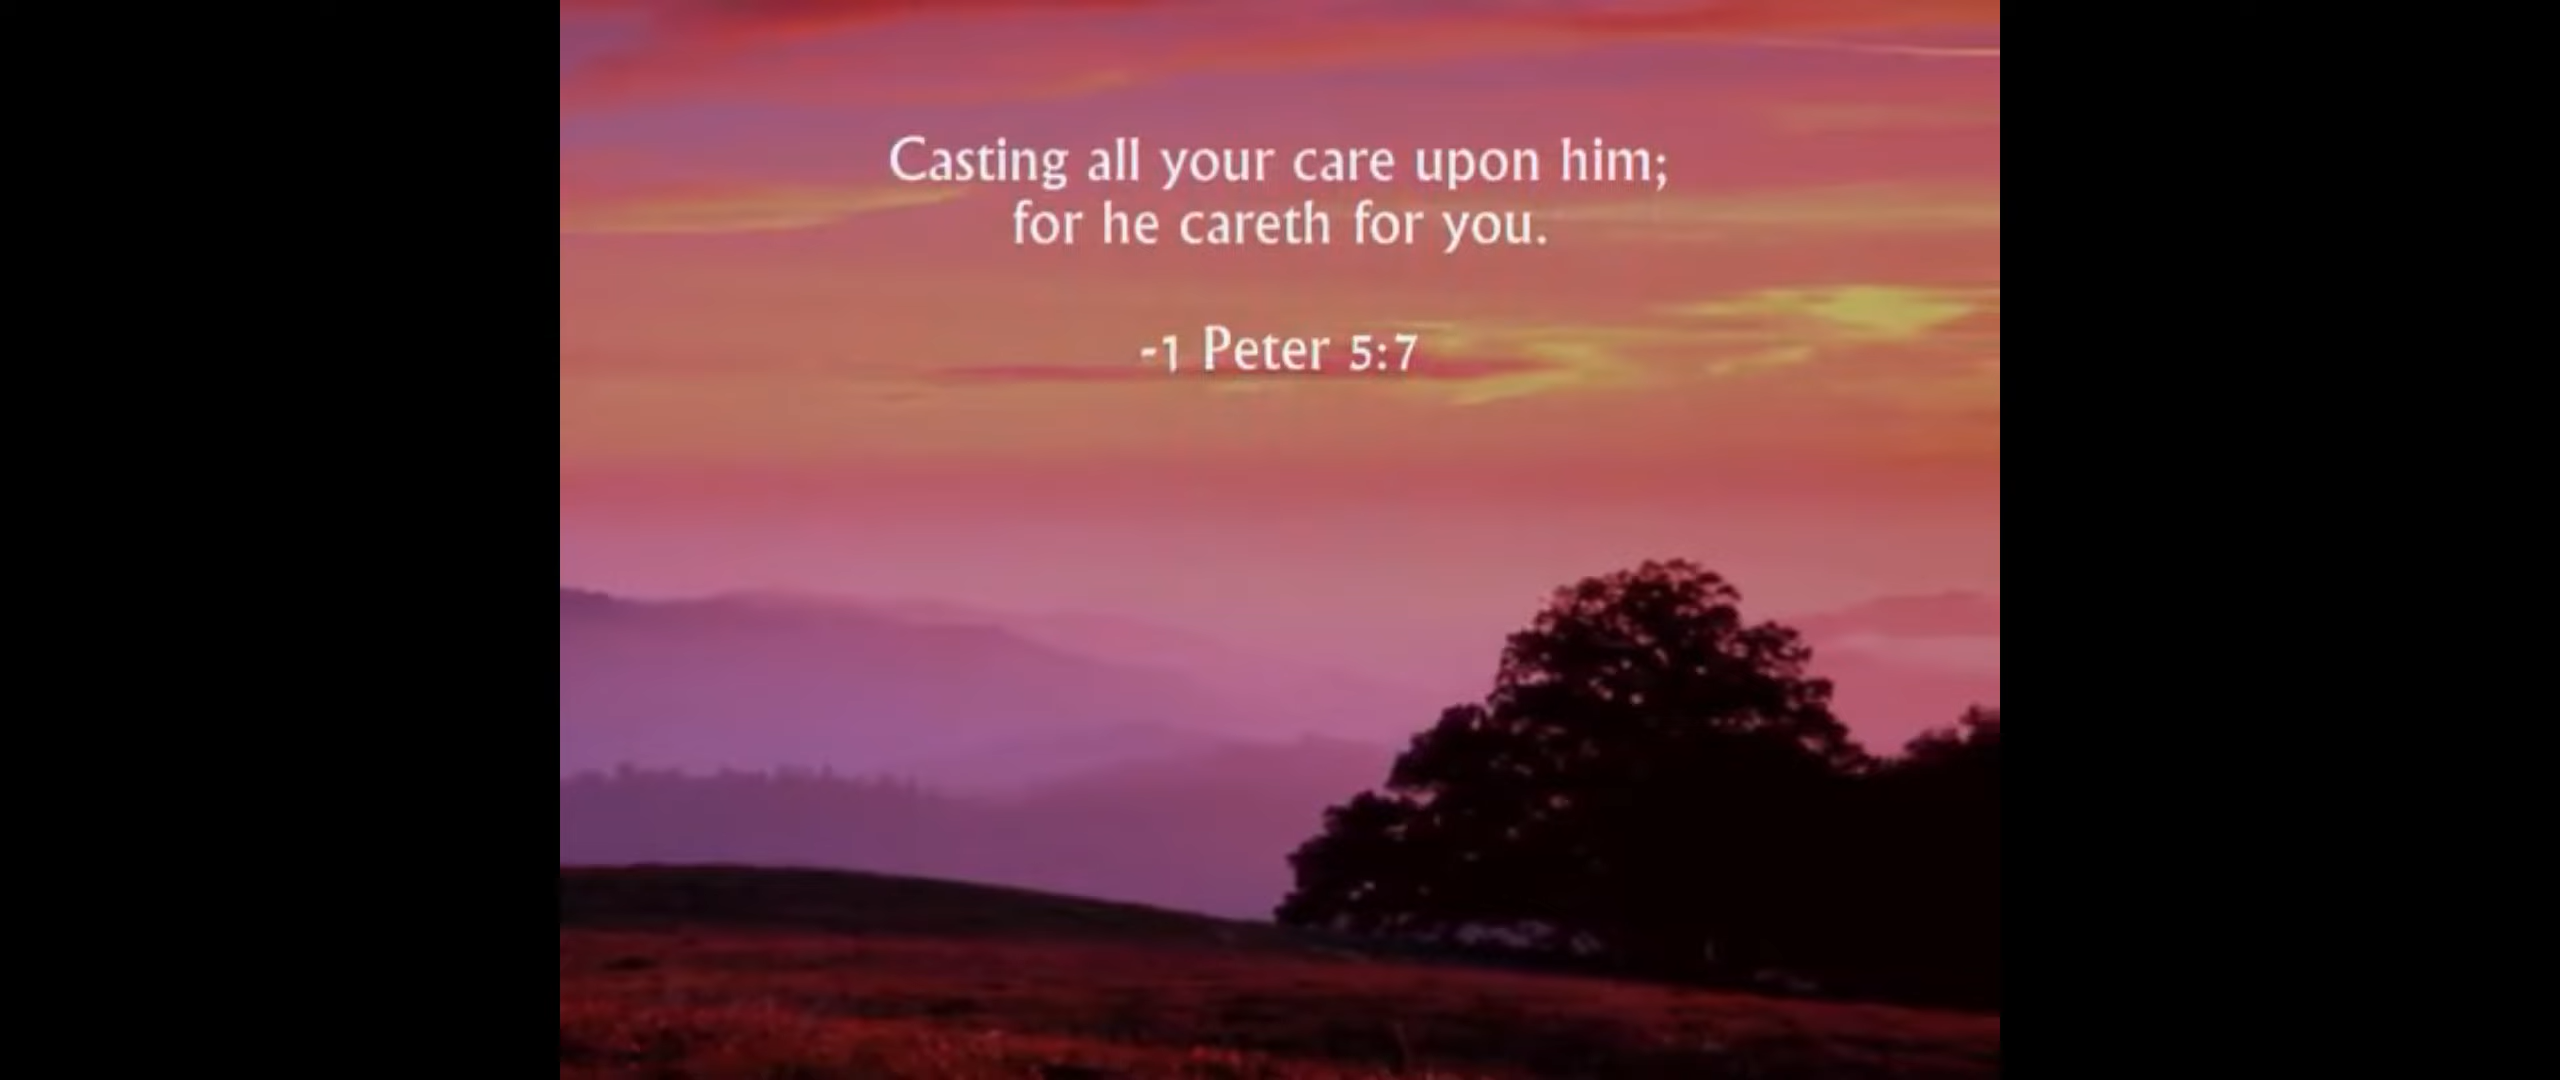 Casting all your care upon him;
for he careth for you.
-1 Peter 5:7